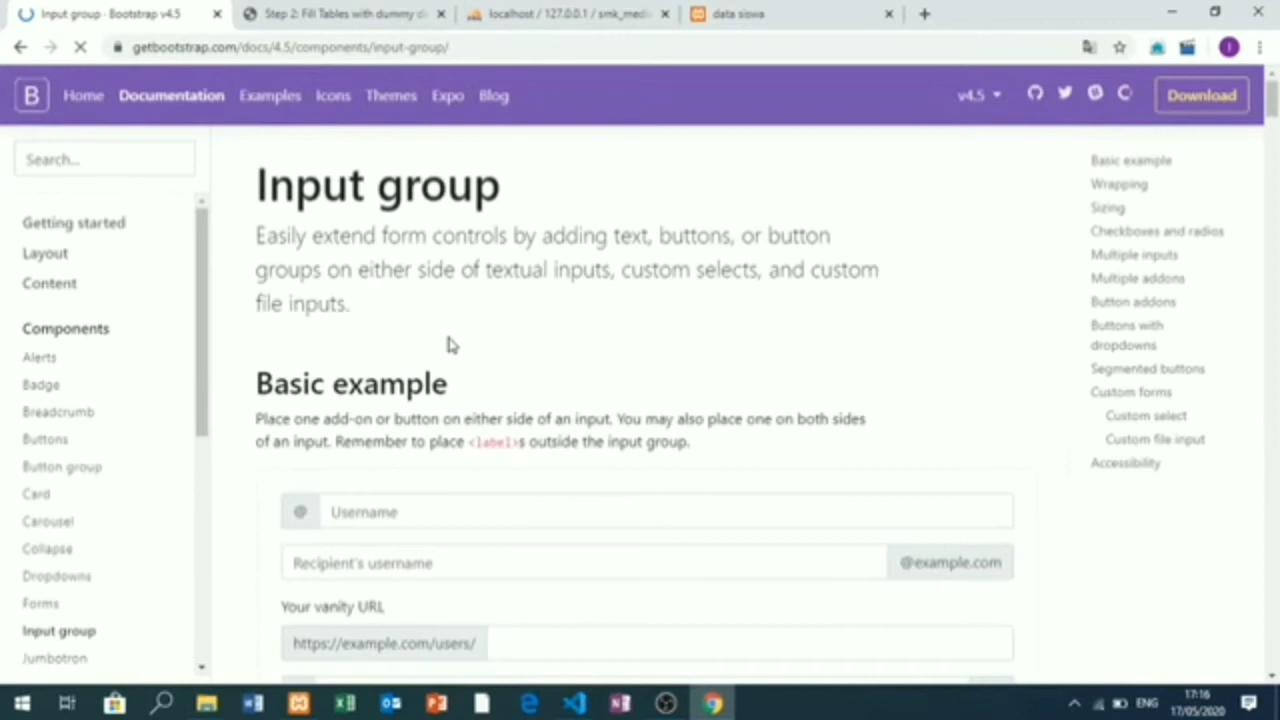 Input group · Bootstrap v4.5
Step 2: Fill Tables with dummy d
localhost / 127.0.0.1 / smk_medi
data siswa
getbootstrap.com/docs/4.5/components/input-group/
B
Home
Documentation
Examples
Icons
Themes
Expo
Blog
v4.5
Download
Search...
Getting started
Layout
Content
Components
Alerts
Badge
Breadcrumb
Buttons
Button group
Card
Carousel
Collapse
Dropdowns
Forms
Input group
Jumbotron
Input group
Easily extend form controls by adding text, buttons, or button
groups on either side of textual inputs, custom selects, and custom
file inputs.
Basic example
Place one add-on or button on either side of an input. You may also place one on both sides
of an input. Remember to place <label>s outside the input group.
@ Username
Recipient's username @example.com
Your vanity URL
https://example.com/users/
Basic example
Wrapping
Sizing
Checkboxes and radios
Multiple inputs
Multiple addons
Button addons
Buttons with
dropdowns
Segmented buttons
Custom forms
Custom select
Custom file input
Accessibility
ENG
17:16
17/05/2020